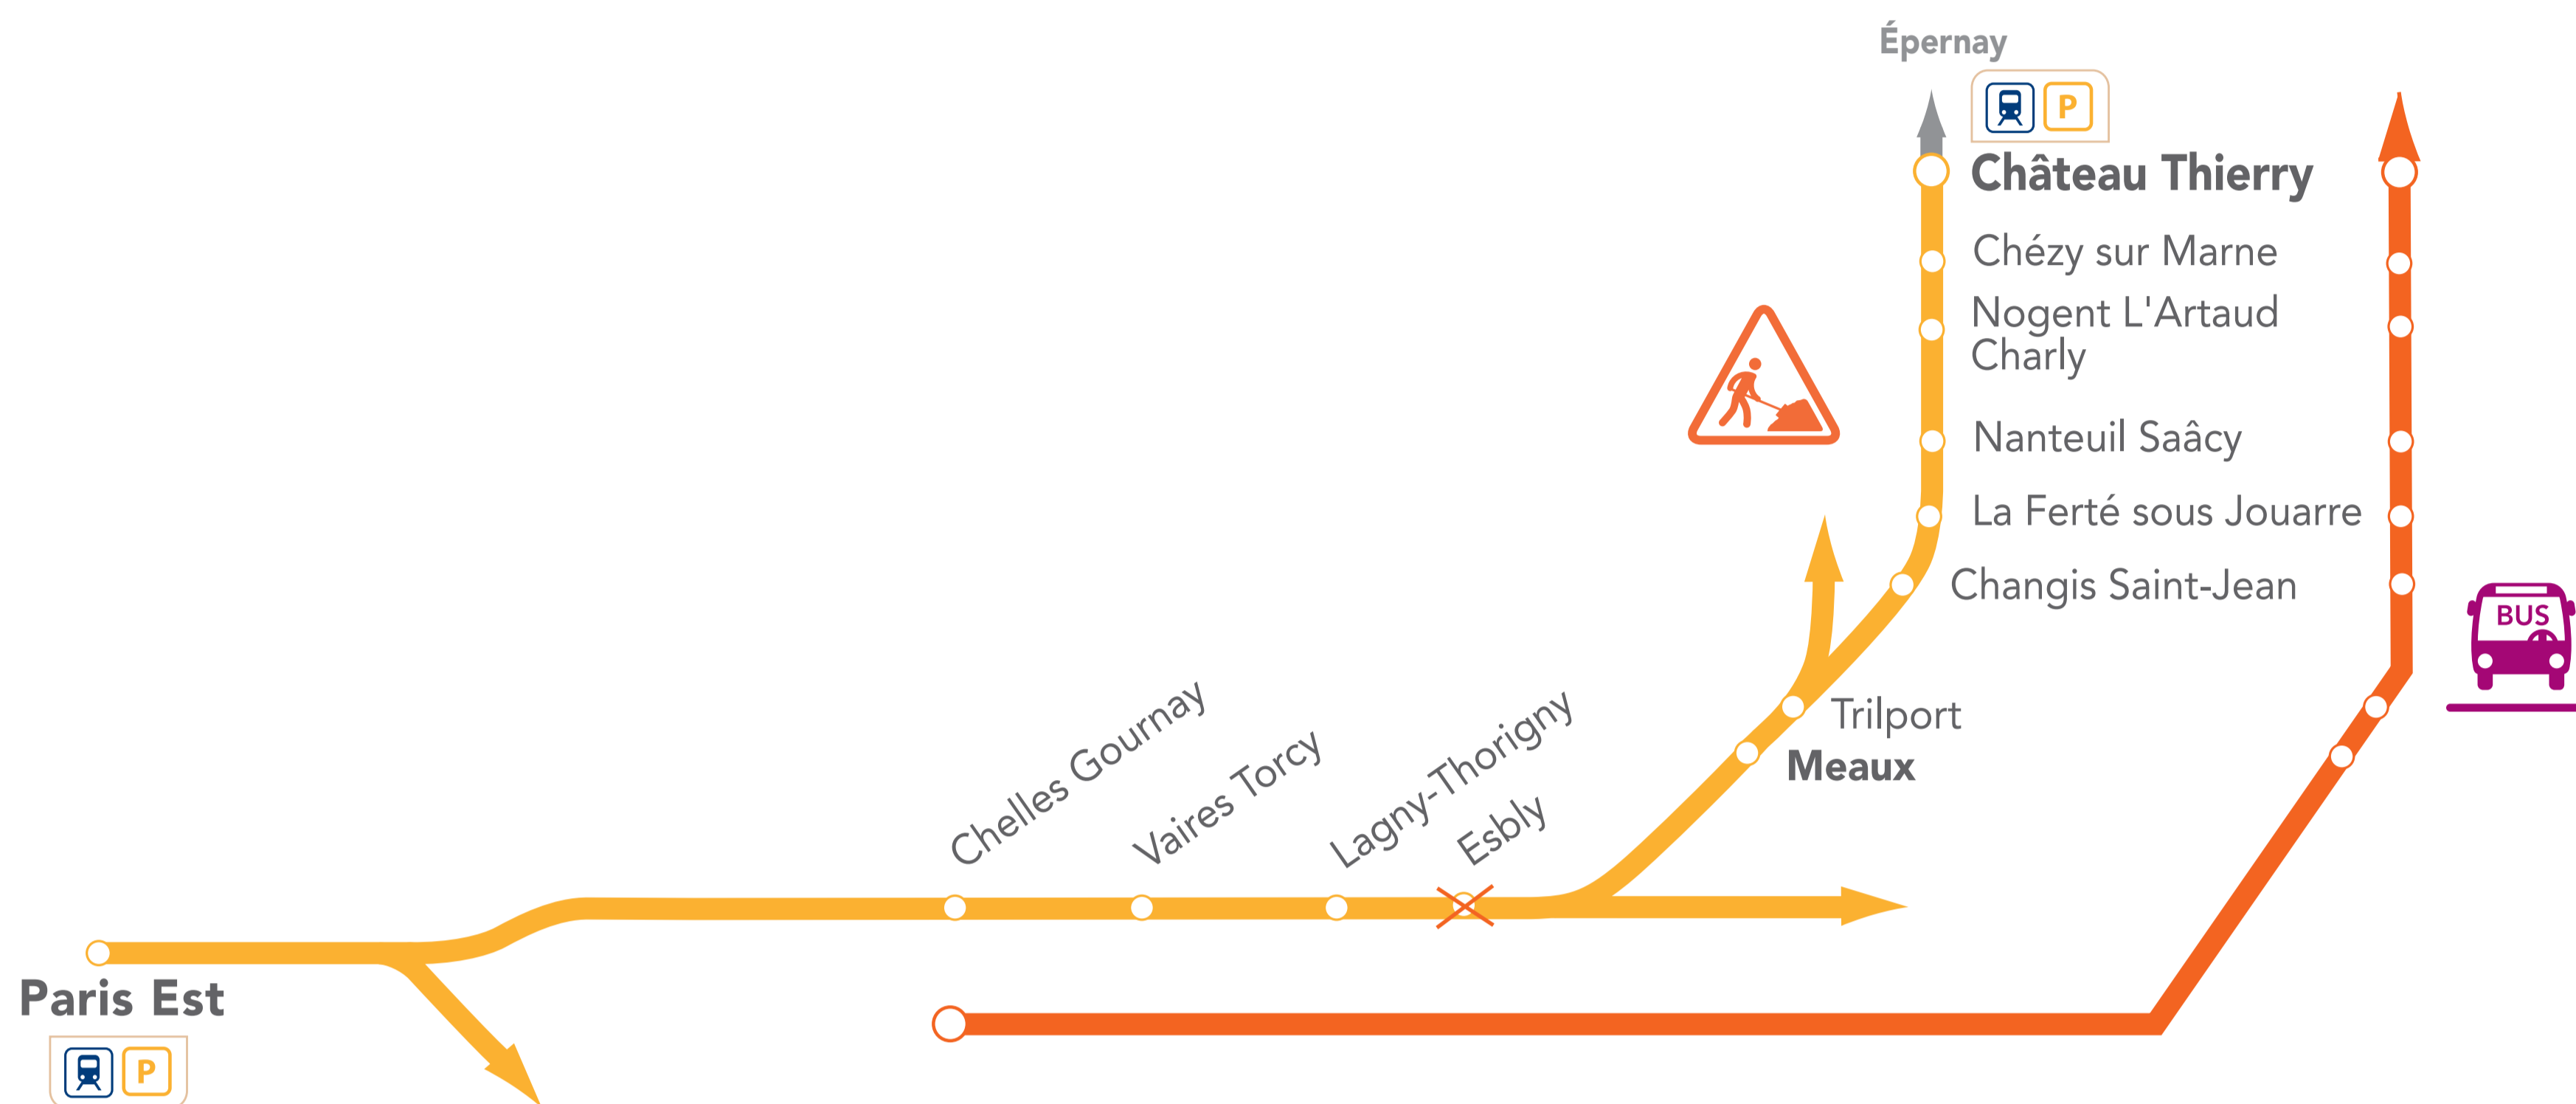 Épernay
P
Château Thierry
Chézy sur Marne
Nogent L'Artaud
Charly
Nanteuil Saâcy
La Ferté sous Jouarre
Changis Saint-Jean
BUS
Trilport
Meaux
Chelles Gournay
Vaires Torcy
Lagny-Thorigny
Esbly
Paris Est
P